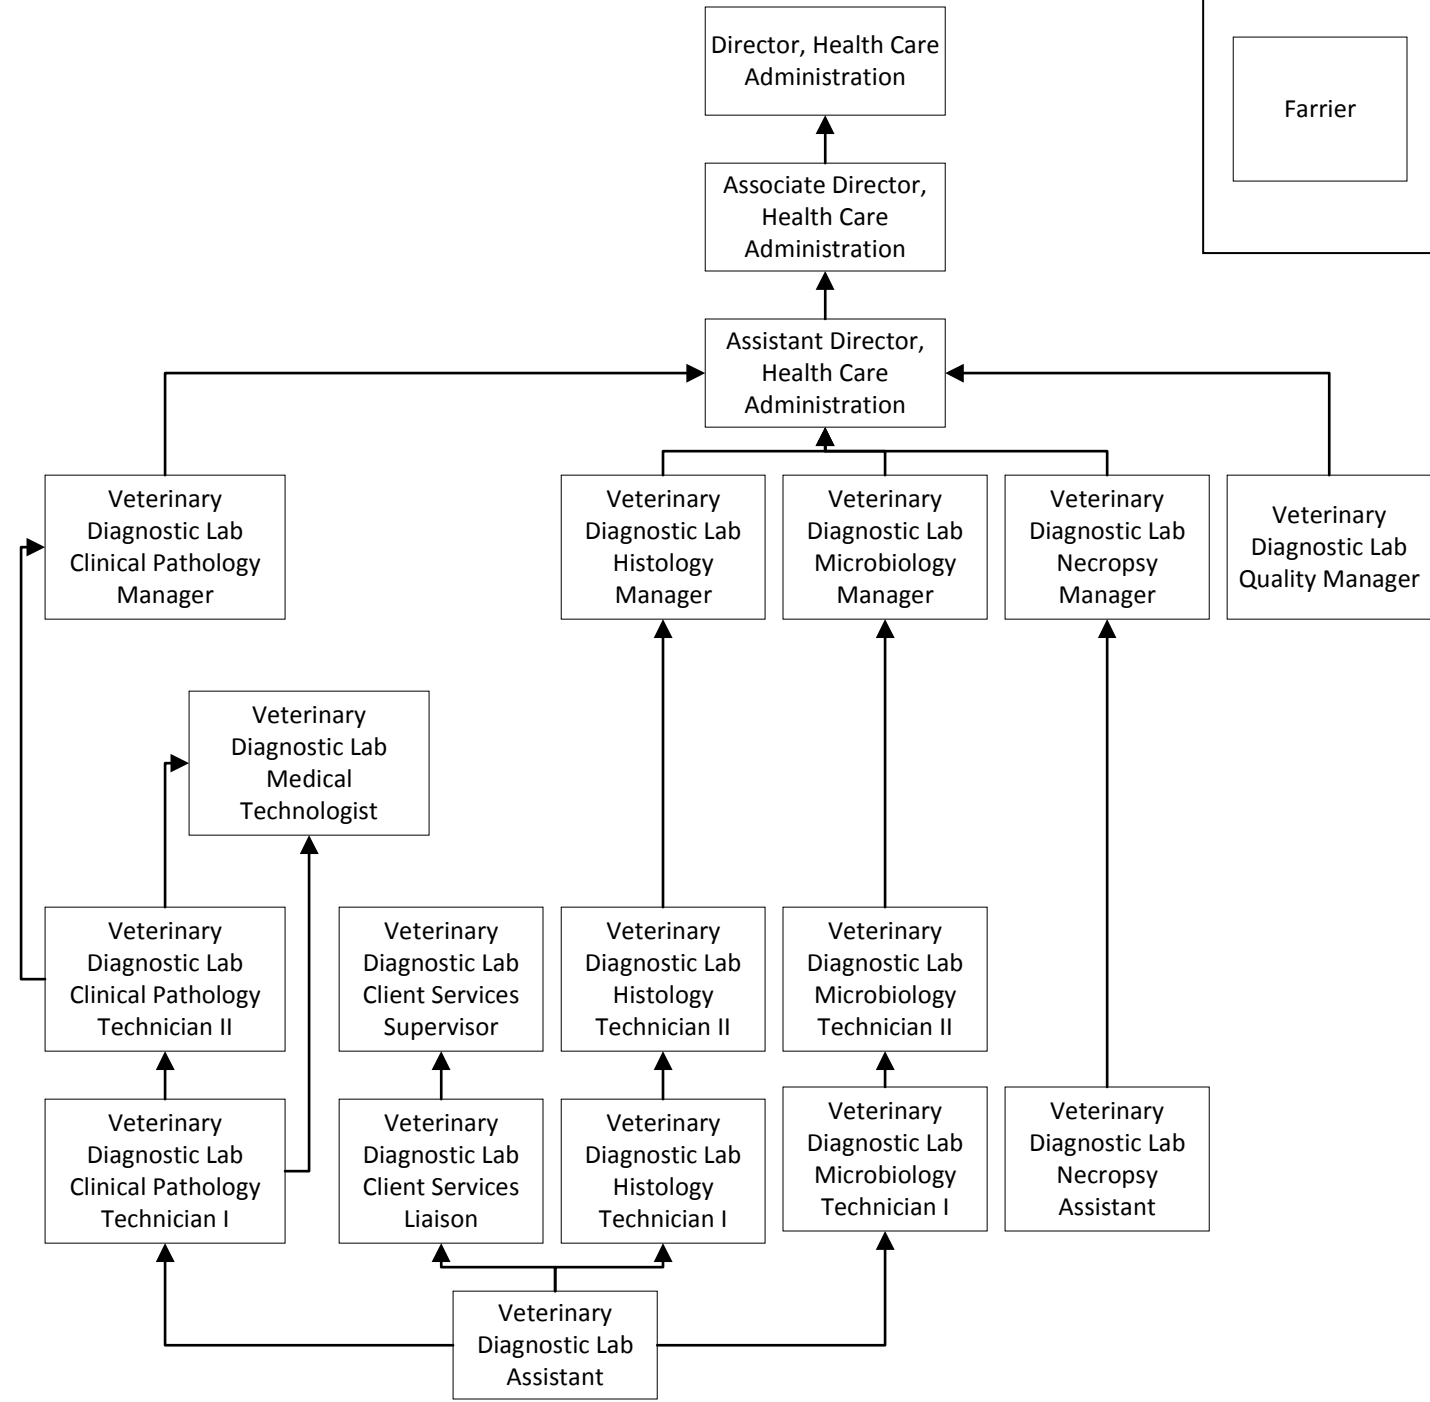 Director, Health Care
Administration
Farrier
Associate Director,
Health Care
Administration
Assistant Director,
Health Care
Administration
Veterinary
Diagnostic Lab
Clinical Pathology
Manager
Veterinary
Diagnostic Lab
Histology
Manager
Veterinary
Diagnostic Lab
Microbiology
Manager
Veterinary
Diagnostic Lab
Necropsy
Manager
Veterinary
Diagnostic Lab
Quality Manager
Veterinary
Diagnostic Lab
Medical
Technologist
Veterinary
Diagnostic Lab
Clinical Pathology
Technician II
Veterinary
Diagnostic Lab
Client Services
Supervisor
Veterinary
Diagnostic Lab
Histology
Technician II
Veterinary
Diagnostic Lab
Microbiology
Technician II
Veterinary
Diagnostic Lab
Clinical Pathology
Technician I
Veterinary
Diagnostic Lab
Client Services
Liaison
Veterinary
Diagnostic Lab
Histology
Technician I
Veterinary
Diagnostic Lab
Microbiology
Technician I
Veterinary
Diagnostic Lab
Necropsy
Assistant
Veterinary
Diagnostic Lab
Assistant